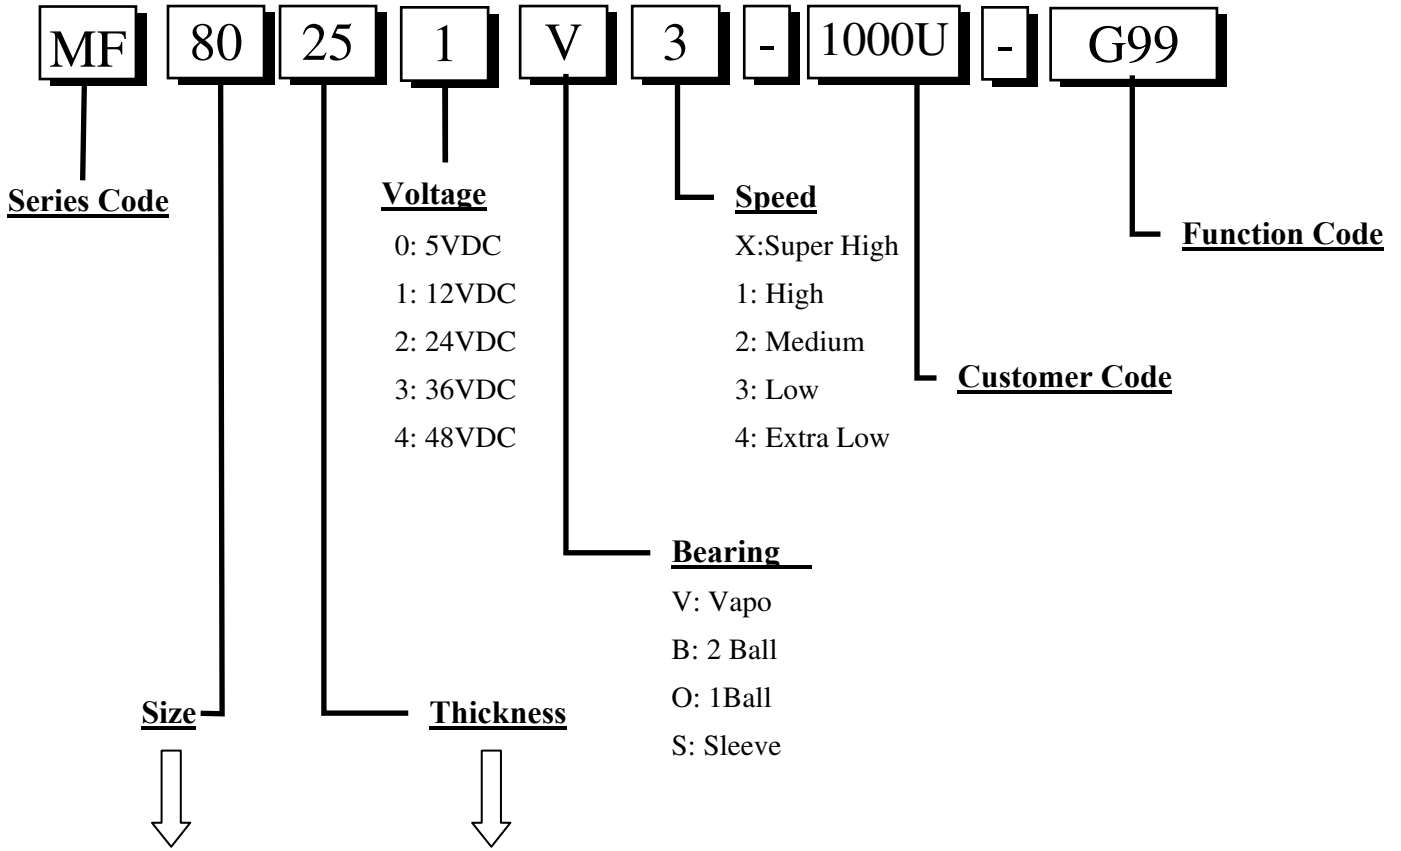 MF 80 25 1 V 3 - 1000U - G99
Series Code
Voltage
0: 5VDC
1: 12VDC
2: 24VDC
3: 36VDC
4: 48VDC
Speed
X:Super High
1: High
2: Medium
3: Low
4: Extra Low
Function Code
Customer Code
Bearing
V: Vapo
B: 2 Ball
O: 1Ball
S: Sleeve
Size
Thickness